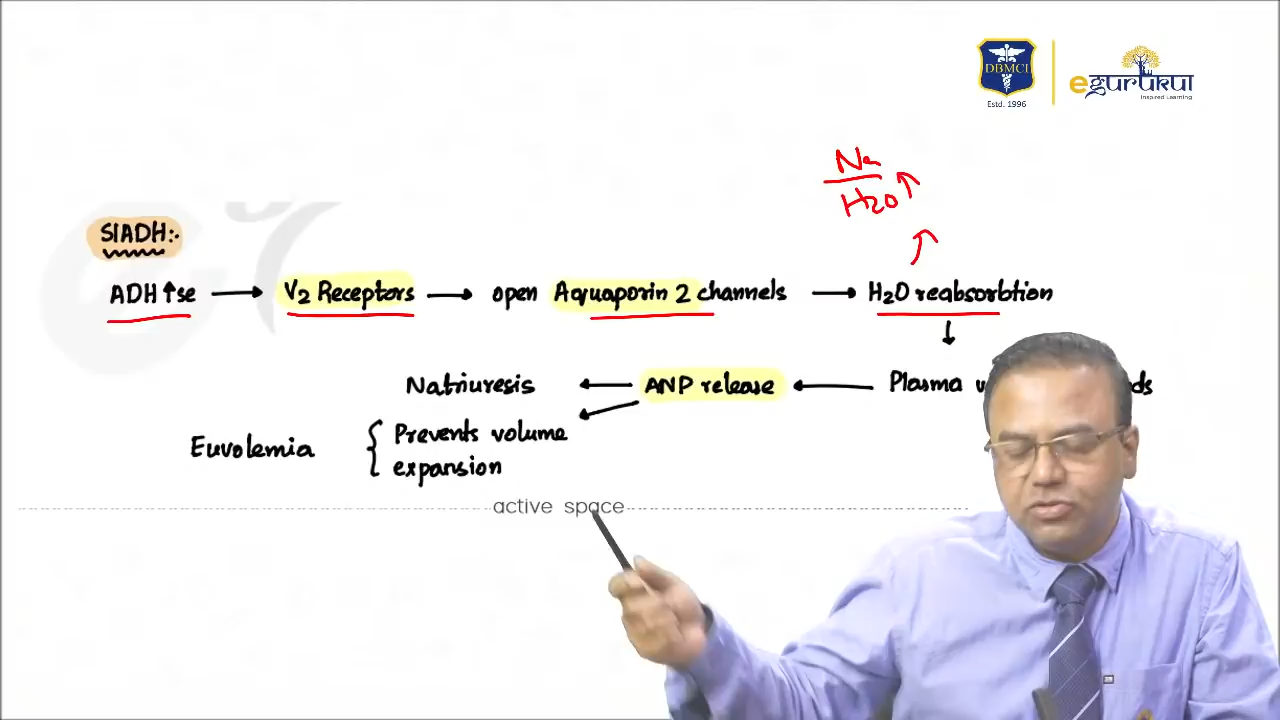 DBMCI
Estd. 1996
egurukul
Inspired Learning
Na
H2O ↑
SIADH:-
ADH ↑se → V2 Receptors → open Aquaporin 2 channels → H2O reabsorbtion
Natriuresis ← ANP release ← Plasma
Euvolemia { Prevents volume
expansion
active space